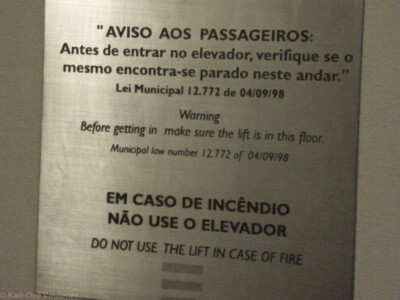 "AVISO AOS PASSAGEIROS:
Antes de entrar no elevador, verifique se o
mesmo encontra-se parado neste andar."
Lei Municipal 12.772 de 04/09/98
Warning
Before getting in make sure the lift is in this floor.
Municipal law number 12.772 of 04/09/98
EM CASO DE INCÊNDIO
NÃO USE O ELEVADOR
DO NOT USE THE LIFT IN CASE OF FIRE